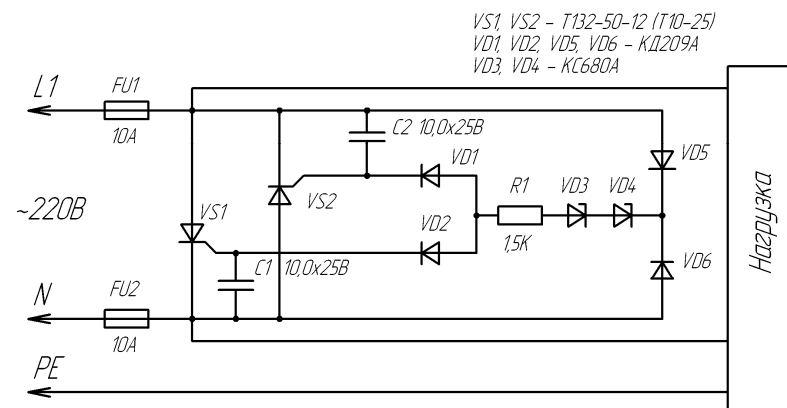 VS1, VS2 – Т132-50-12 (Т10-25)
VD1, VD2, VD5, VD6 – КД209А
VD3, VD4 – КС680А
L1
FU1
10А
C2 10,0х25В
VD1
VD5
R1
VD3
VD4
VS2
~220В
VS1
VD2
1,5К
Нагрузка
C1 10,0х25В
VD6
N
FU2
10А
PE